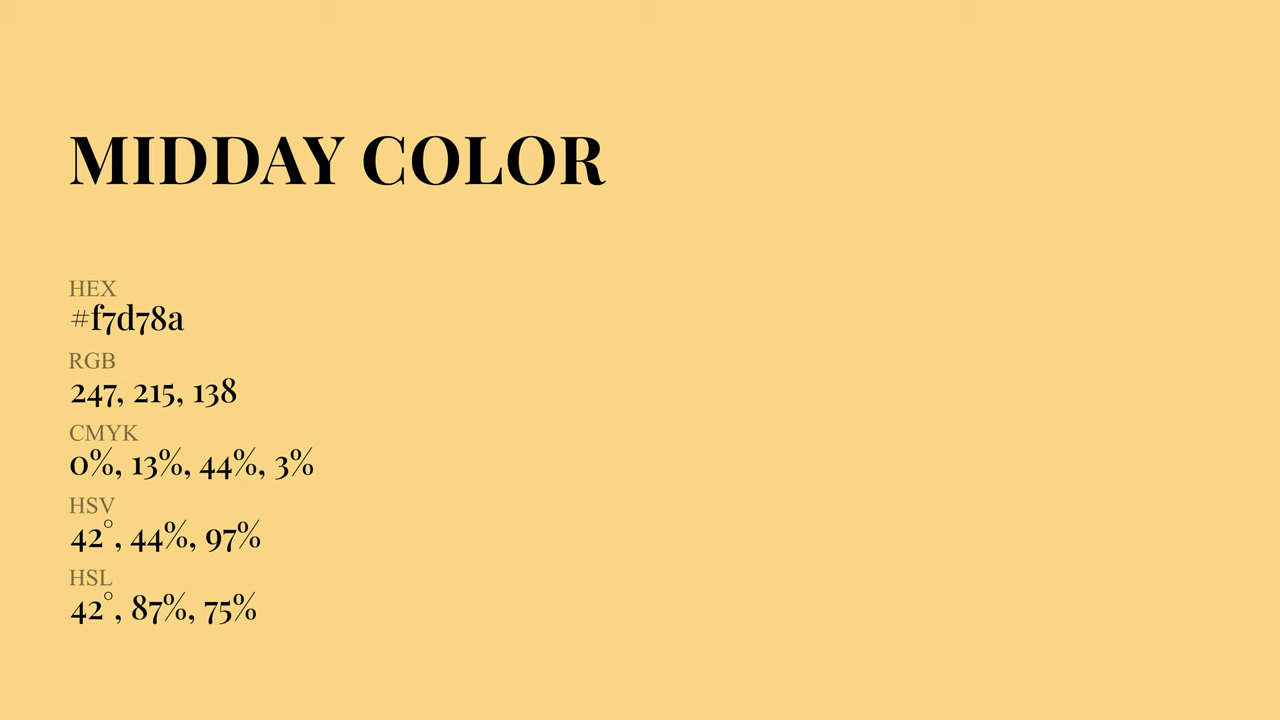 MIDDAY COLOR
HEX
#f7d78a
RGB
247, 215, 138
CMYK
0%, 13%, 44%, 3%
HSV
42°, 44%, 97%
HSL
42°, 87%, 75%